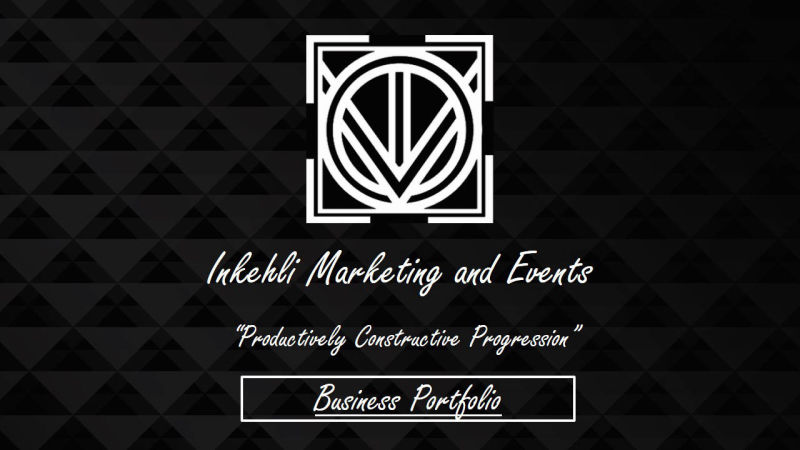 Inkehli Marketing and Events
“Productively Constructive Progression”
Business Portfolio